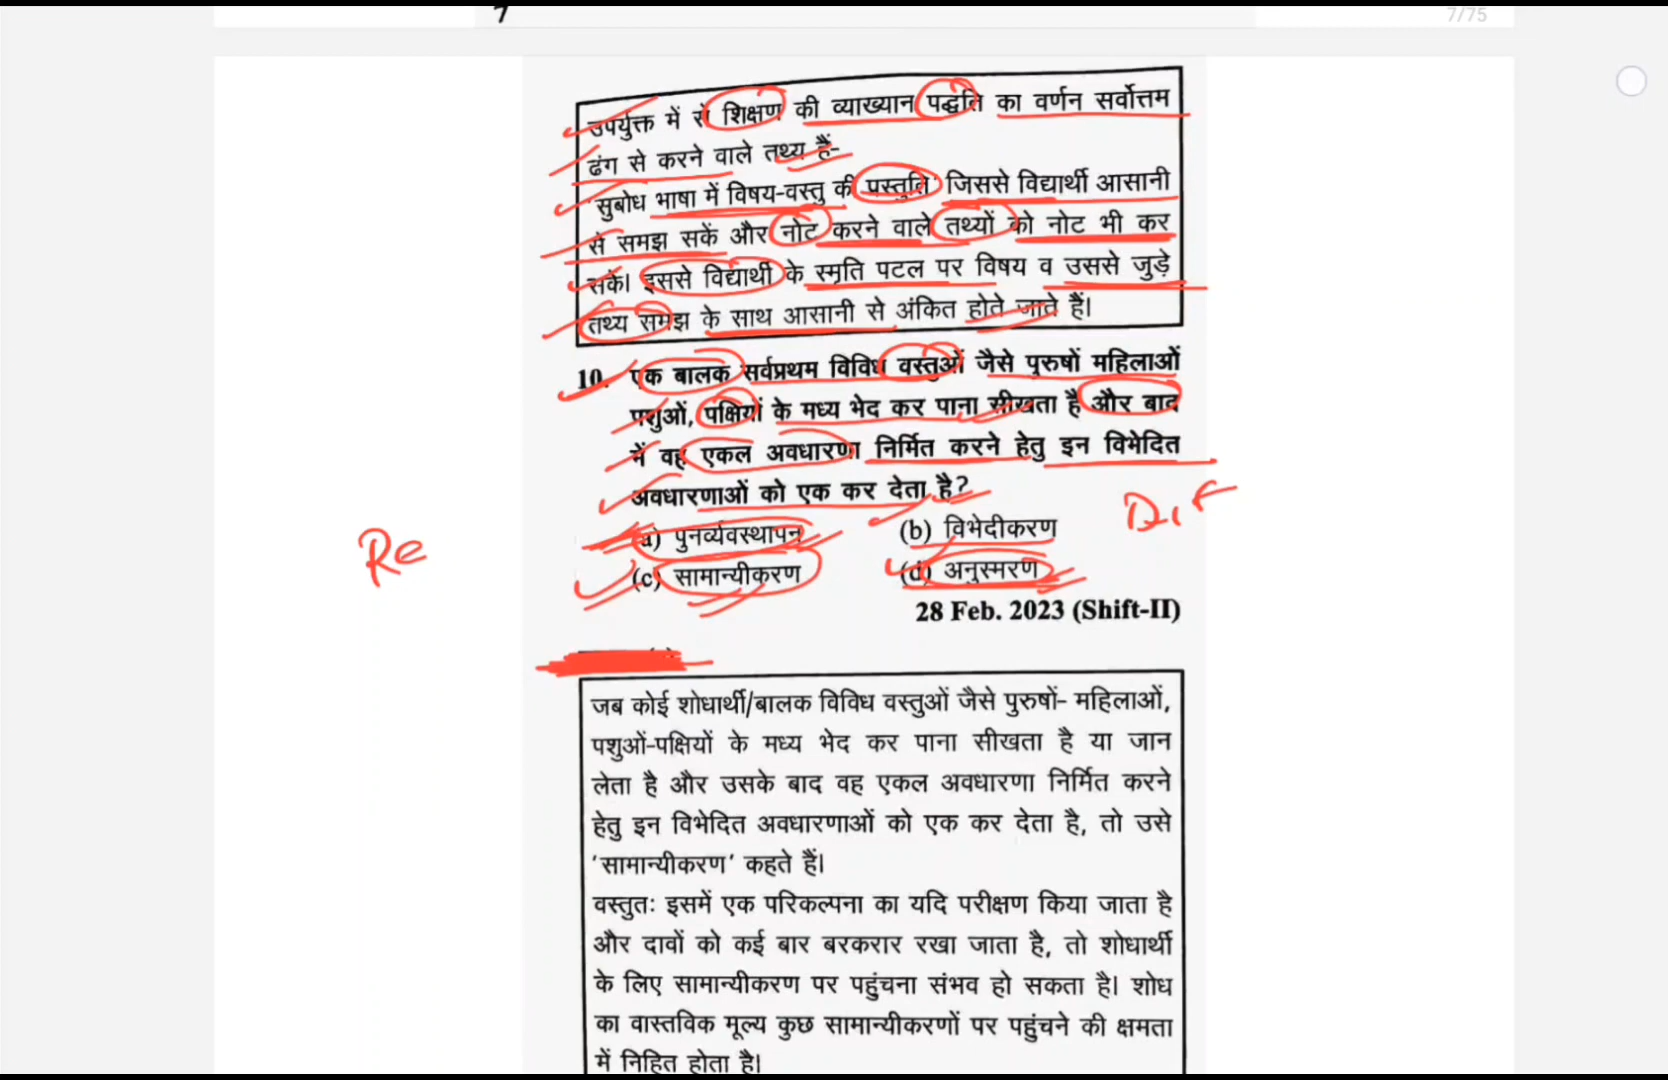 7
7/75
उपर्युक्त में से शिक्षण की व्याख्यान पद्धति का वर्णन सर्वोत्तम
ढंग से करने वाले तथ्य हैं-
सुबोध भाषा में विषय-वस्तु की प्रस्तुति जिससे विद्यार्थी आसानी
से समझ सकें और नोट करने वाले तथ्यों को नोट भी कर
सकें। इससे विद्यार्थी के स्मृति पटल पर विषय व उससे जुड़े
तथ्य समझ के साथ आसानी से अंकित होते जाते हैं।
10. एक बालक सर्वप्रथम विविध वस्तुओं जैसे पुरुषों महिलाओं
पशुओं, पक्षियों के मध्य भेद कर पाना सीखता है और बाद
में वह एकल अवधारणा निर्मित करने हेतु इन विभेदित
अवधारणाओं को एक कर देता है?
(a) पुनर्व्यवस्थापन (b) विभेदीकरण
Dif
Re
(c) सामान्यीकरण (d) अनुस्मरण
28 Feb. 2023 (Shift-II)
जब कोई शोधार्थी/बालक विविध वस्तुओं जैसे पुरुषों- महिलाओं,
पशुओं-पक्षियों के मध्य भेद कर पाना सीखता है या जान
लेता है और उसके बाद वह एकल अवधारणा निर्मित करने
हेतु इन विभेदित अवधारणाओं को एक कर देता है, तो उसे
'सामान्यीकरण' कहते हैं।
वस्तुतः इसमें एक परिकल्पना का यदि परीक्षण किया जाता है
और दावों को कई बार बरकरार रखा जाता है, तो शोधार्थी
के लिए सामान्यीकरण पर पहुंचना संभव हो सकता है। शोध
का वास्तविक मूल्य कुछ सामान्यीकरणों पर पहुंचने की क्षमता
में निहित होता है।